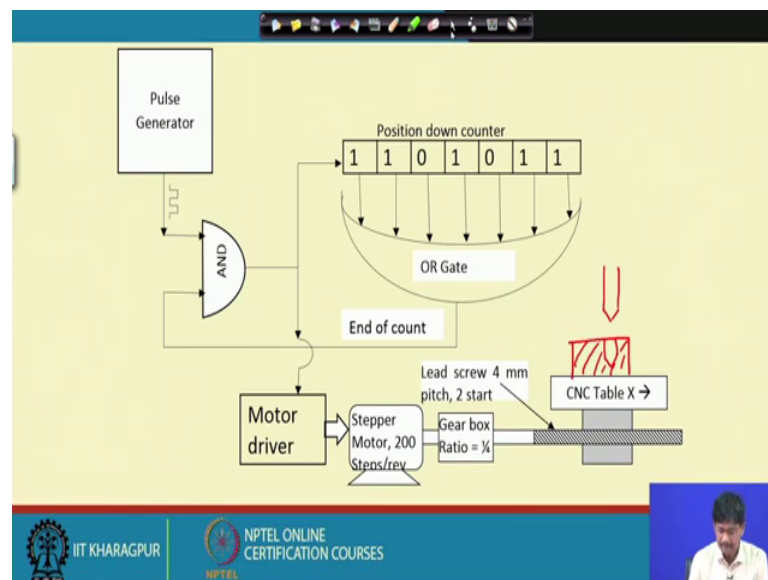 Pulse
Generator
Position down counter
1 1 0 1 0 1 1
AND
OR Gate
End of count
Lead screw 4 mm
pitch, 2 start
CNC Table X →
Motor
driver
Stepper
Motor, 200
Steps/rev
Gear box
Ratio = ¼
IIT KHARAGPUR
NPTEL ONLINE
CERTIFICATION COURSES
NPTEL